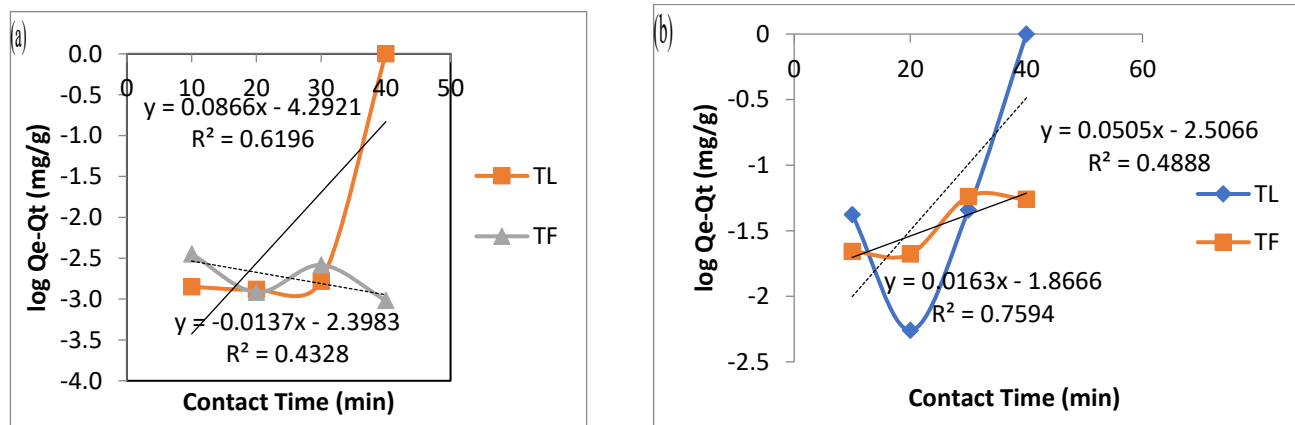 (a)
0.0
0 10 20 30 40 50
-0.5
y = 0.0866x - 4.2921
-1.0
R² = 0.6196
-1.5
TL
-2.0
TF
-2.5
-3.0
y = -0.0137x - 2.3983
-3.5
R² = 0.4328
-4.0
log Qe-Qt (mg/g)
Contact Time (min)
(b)
0
0 20 40 60
-0.5
y = 0.0505x - 2.5066
R² = 0.4888
-1
TL
-1.5
TF
y = 0.0163x - 1.8666
-2
R² = 0.7594
-2.5
log Qe-Qt (mg/g)
Contact Time (min)